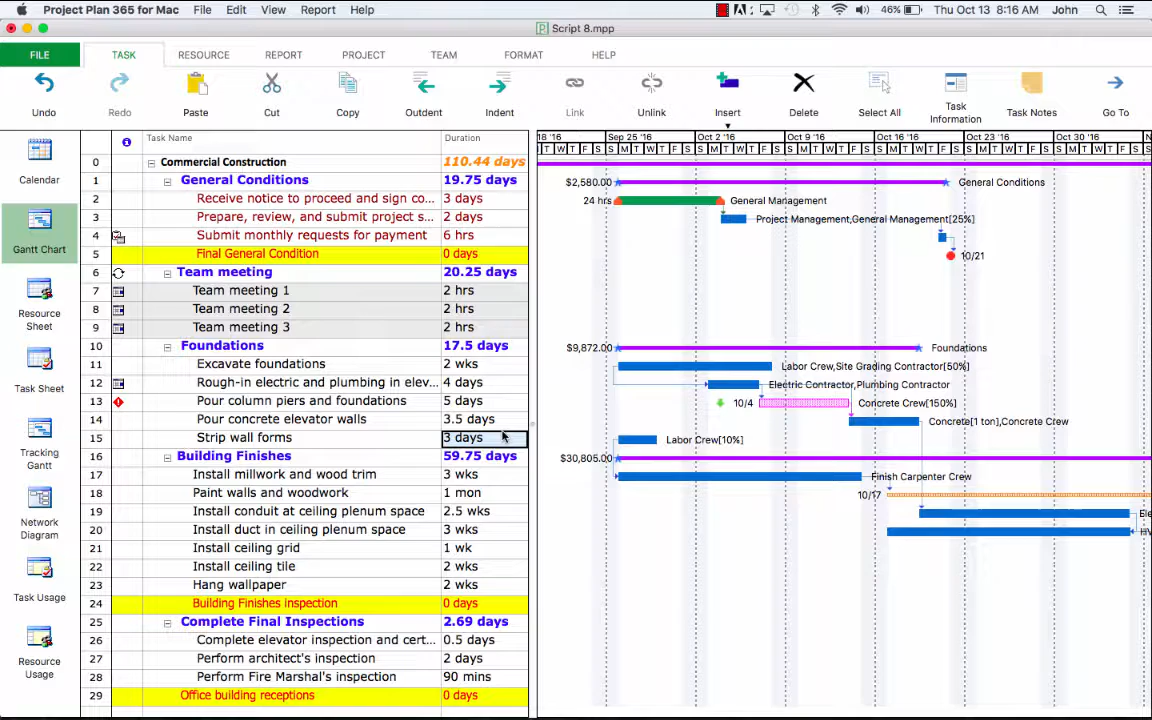 Project Plan 365 for Mac File Edit View Report Help 46% Thu Oct 13 8:16 AM John
Script 8.mpp
FILE TASK RESOURCE REPORT PROJECT TEAM FORMAT HELP
Undo Redo Paste Cut Copy Outdent Indent Link Unlink Insert Delete Select All Task Information Task Notes Go To
Calendar
Gantt Chart
Resource Sheet
Task Sheet
Tracking Gantt
Network Diagram
Task Usage
Resource Usage
Task Name Duration
0 Commercial Construction 110.44 days
1 General Conditions 19.75 days
2 Receive notice to proceed and sign co... 3 days
3 Prepare, review, and submit project s... 2 days
4 Submit monthly requests for payment 6 hrs
5 Final General Condition 0 days
6 Team meeting 20.25 days
7 Team meeting 1 2 hrs
8 Team meeting 2 2 hrs
9 Team meeting 3 2 hrs
10 Foundations 17.5 days
11 Excavate foundations 2 wks
12 Rough-in electric and plumbing in elev... 4 days
13 Pour column piers and foundations 5 days
14 Pour concrete elevator walls 3.5 days
15 Strip wall forms 3 days
16 Building Finishes 59.75 days
17 Install millwork and wood trim 3 wks
18 Paint walls and woodwork 1 mon
19 Install conduit at ceiling plenum space 2.5 wks
20 Install duct in ceiling plenum space 3 wks
21 Install ceiling grid 1 wk
22 Install ceiling tile 2 wks
23 Hang wallpaper 2 wks
24 Building Finishes inspection 0 days
25 Complete Final Inspections 2.69 days
26 Complete elevator inspection and cert... 0.5 days
27 Perform architect's inspection 2 days
28 Perform Fire Marshal's inspection 90 mins
29 Office building receptions 0 days
18 '16 Sep 25 '16 Oct 2 '16 Oct 9 '16 Oct 16 '16 Oct 23 '16 Oct 30 '16 N
T W T F S S M T W T F S S M T W T F S S M T W T F S S M T W T F S S M T W T F S S M T W T F S S
$2,580.00 General Conditions
24 hrs General Management
Project Management,General Management[25%]
10/21
$9,872.00 Foundations
Labor Crew,Site Grading Contractor[50%]
Electric Contractor,Plumbing Contractor
10/4 Concrete Crew[150%]
Concrete[1 ton],Concrete Crew
Labor Crew[10%]
$30,805.00
Finish Carpenter Crew
10/17
Ele